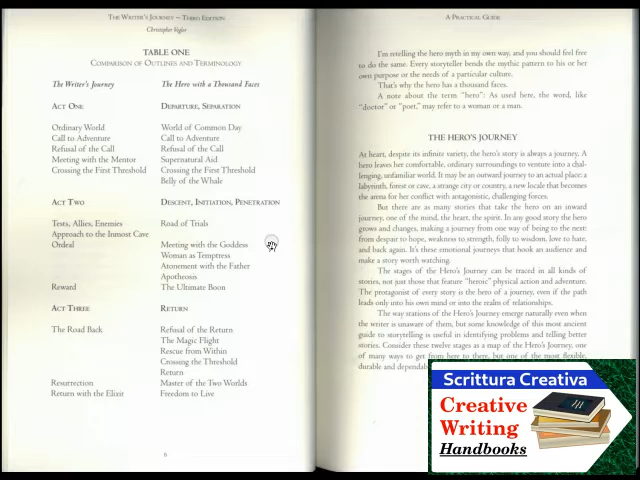 THE WRITER'S JOURNEY ~ THIRD EDITION
Christopher Vogler
TABLE ONE
COMPARISON OF OUTLINES AND TERMINOLOGY
The Writer's Journey The Hero with a Thousand Faces
ACT ONE DEPARTURE, SEPARATION
Ordinary World World of Common Day
Call to Adventure Call to Adventure
Refusal of the Call Refusal of the Call
Meeting with the Mentor Supernatural Aid
Crossing the First Threshold Crossing the First Threshold
Belly of the Whale
ACT TWO DESCENT, INITIATION, PENETRATION
Tests, Allies, Enemies Road of Trials
Approach to the Inmost Cave
Ordeal Meeting with the Goddess
Woman as Temptress
Atonement with the Father
Apotheosis
Reward The Ultimate Boon
ACT THREE RETURN
The Road Back Refusal of the Return
The Magic Flight
Rescue from Within
Crossing the Threshold
Return
Resurrection Master of the Two Worlds
Return with the Elixir Freedom to Live
6
A PRACTICAL GUIDE
I'm retelling the hero myth in my own way, and you should feel free
to do the same. Every storyteller bends the mythic pattern to his or her
own purpose or the needs of a particular culture.
That's why the hero has a thousand faces.
A note about the term "hero": As used here, the word, like
"doctor" or "poet," may refer to a woman or a man.
THE HERO'S JOURNEY
At heart, despite its infinite variety, the hero's story is always a journey. A
hero leaves her comfortable, ordinary surroundings to venture into a chal-
lenging, unfamiliar world. It may be an outward journey to an actual place: a
labyrinth, forest or cave, a strange city or country, a new locale that becomes
the arena for her conflict with antagonistic, challenging forces.
But there are as many stories that take the hero on an inward
journey, one of the mind, the heart, the spirit. In any good story the hero
grows and changes, making a journey from one way of being to the next:
from despair to hope, weakness to strength, folly to wisdom, love to hate,
and back again. It's these emotional journeys that hook an audience and
make a story worth watching.
The stages of the Hero's Journey can be traced in all kinds of
stories, not just those that feature "heroic" physical action and adventure.
The protagonist of every story is the hero of a journey, even if the path
leads only into his own mind or into the realm of relationships.
The way stations of the Hero's Journey emerge naturally even when
the writer is unaware of them, but some knowledge of this most ancient
guide to storytelling is useful in identifying problems and telling better
stories. Consider these twelve stages as a map of the Hero's Journey, one
of many ways to get from here to there, but one of the most flexible,
durable and dependable
Scrittura Creativa
Creative
Writing
Handbooks